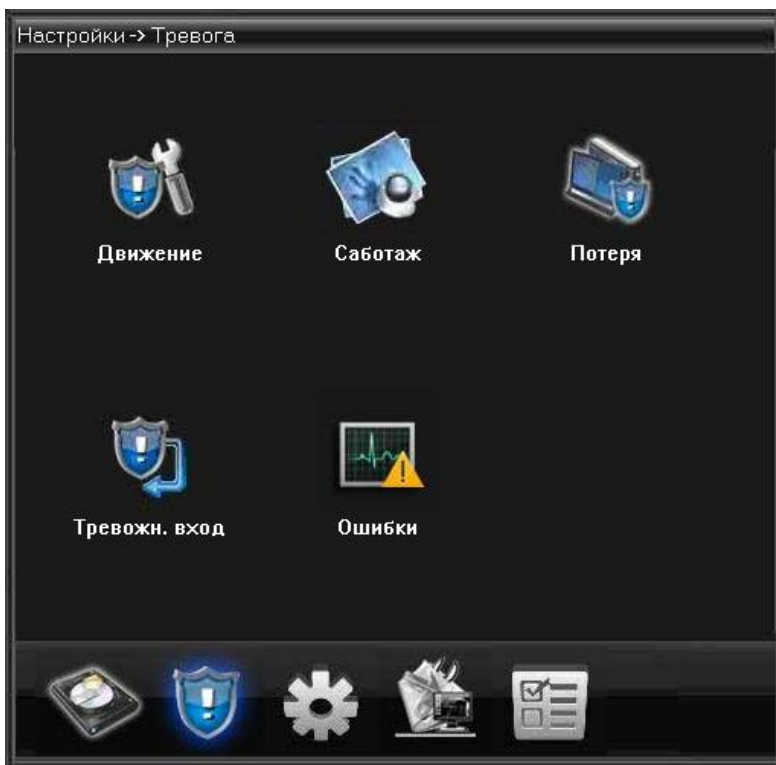 Настройки -> Тревога
Движение
Саботаж
Потеря
Тревожн. вход
Ошибки